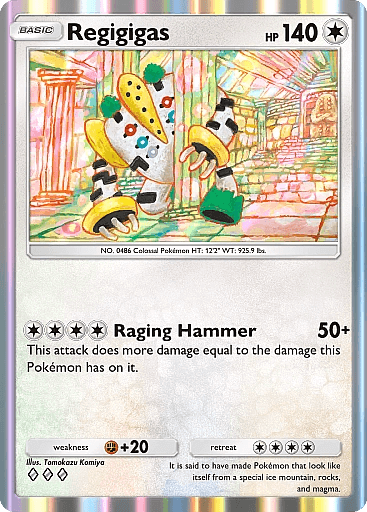 BASIC Regigigas HP 140
NO. 0486 Colossal Pokémon HT: 12'2" WT: 925.9 lbs.
Raging Hammer 50+
This attack does more damage equal to the damage this
Pokémon has on it.
weakness +20 retreat
Illus. Tomokazu Komiya
It is said to have made Pokémon that look like
itself from a special ice mountain, rocks,
and magma.